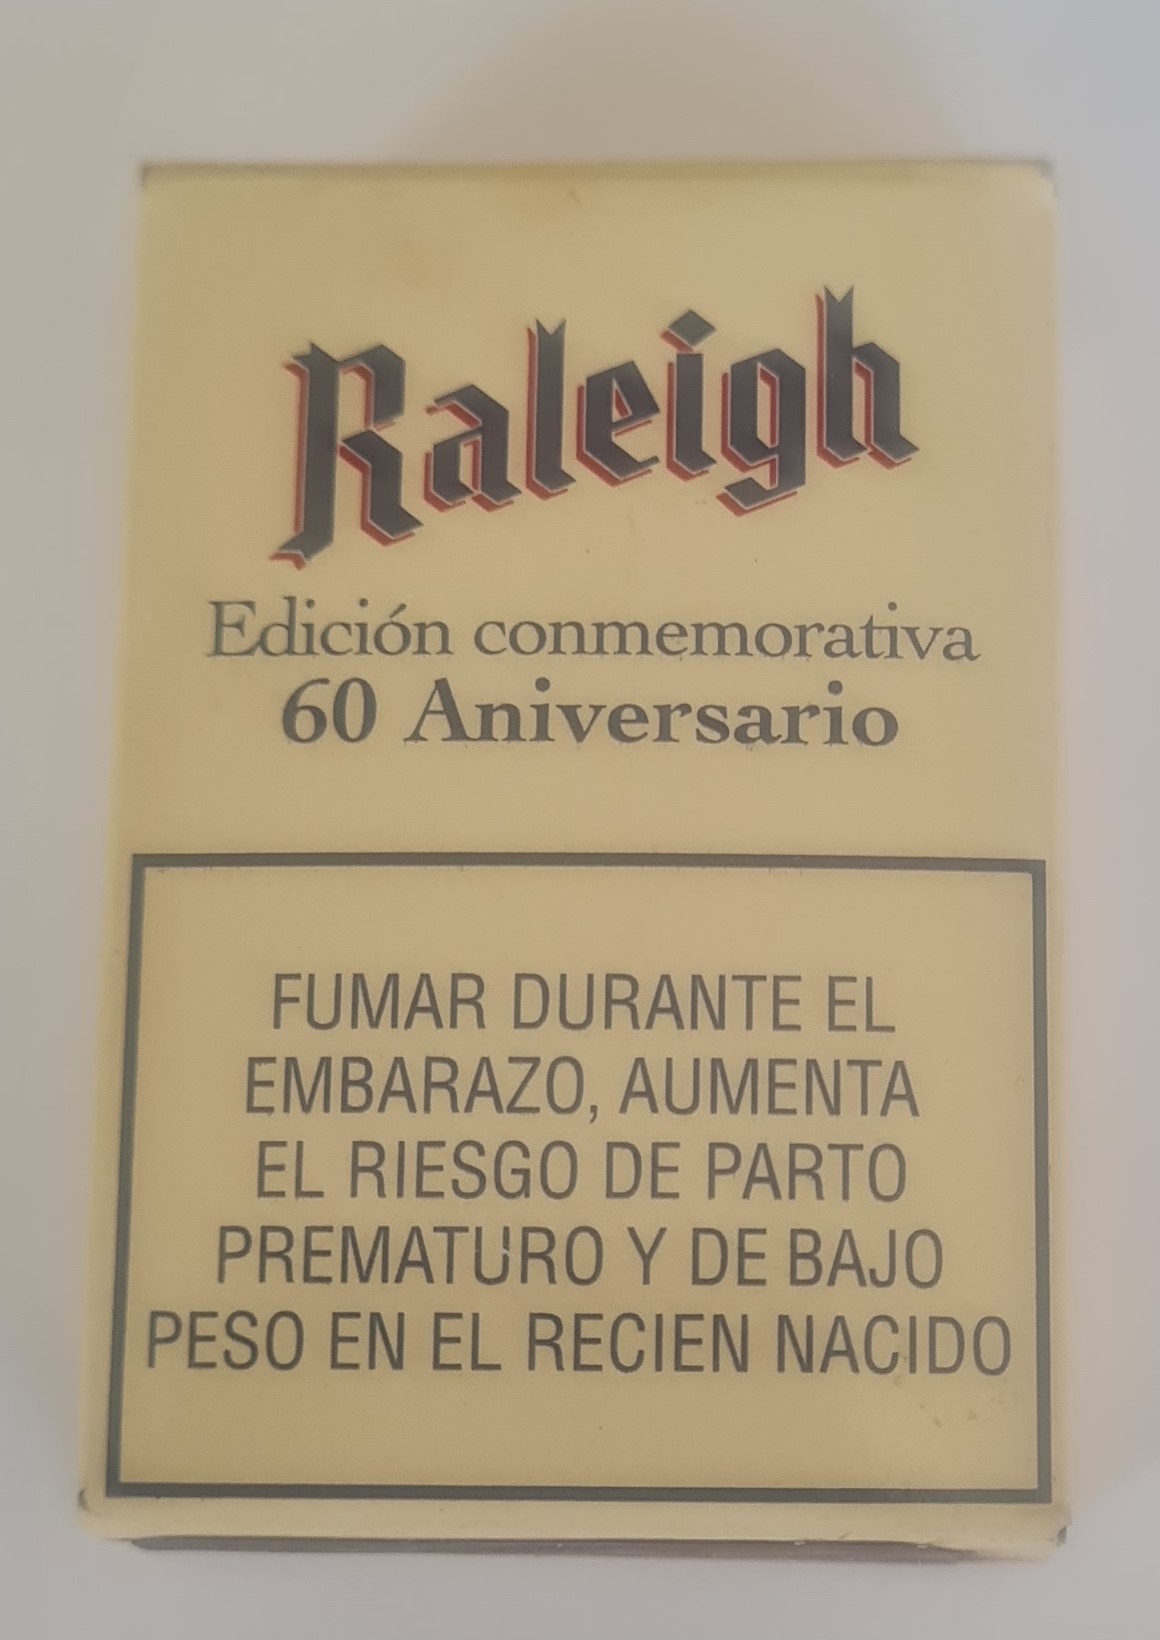 Raleigh
Edición conmemorativa
60 Aniversario
FUMAR DURANTE EL
EMBARAZO, AUMENTA
EL RIESGO DE PARTO
PREMATURO Y DE BAJO
PESO EN EL RECIEN NACIDO